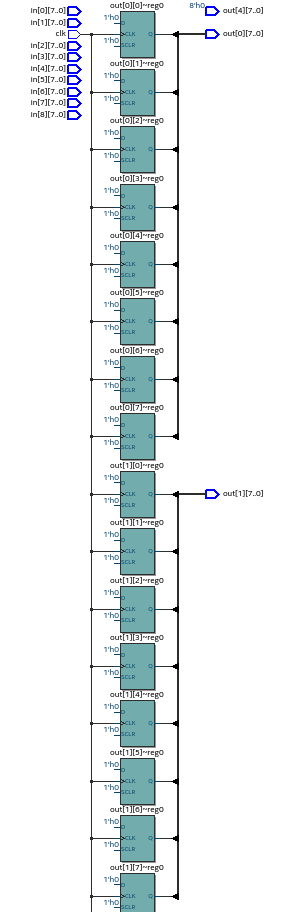 in[0][7..0]
in[1][7..0]
clk
in[2][7..0]
in[3][7..0]
in[4][7..0]
in[5][7..0]
in[6][7..0]
in[7][7..0]
in[8][7..0]
8'h0
out[4][7..0]
out[0][7..0]
out[0][0]~reg0
1'h0 D
CLK Q
1'h0 SCLR
out[0][1]~reg0
1'h0 D
CLK Q
1'h0 SCLR
out[0][2]~reg0
1'h0 D
CLK Q
1'h0 SCLR
out[0][3]~reg0
1'h0 D
CLK Q
1'h0 SCLR
out[0][4]~reg0
1'h0 D
CLK Q
1'h0 SCLR
out[0][5]~reg0
1'h0 D
CLK Q
1'h0 SCLR
out[0][6]~reg0
1'h0 D
CLK Q
1'h0 SCLR
out[0][7]~reg0
1'h0 D
CLK Q
1'h0 SCLR
out[1][0]~reg0
1'h0 D
CLK Q
1'h0 SCLR
out[1][7..0]
out[1][1]~reg0
1'h0 D
CLK Q
1'h0 SCLR
out[1][2]~reg0
1'h0 D
CLK Q
1'h0 SCLR
out[1][3]~reg0
1'h0 D
CLK Q
1'h0 SCLR
out[1][4]~reg0
1'h0 D
CLK Q
1'h0 SCLR
out[1][5]~reg0
1'h0 D
CLK Q
1'h0 SCLR
out[1][6]~reg0
1'h0 D
CLK Q
1'h0 SCLR
out[1][7]~reg0
1'h0 D
CLK Q
1'h0 SCLR